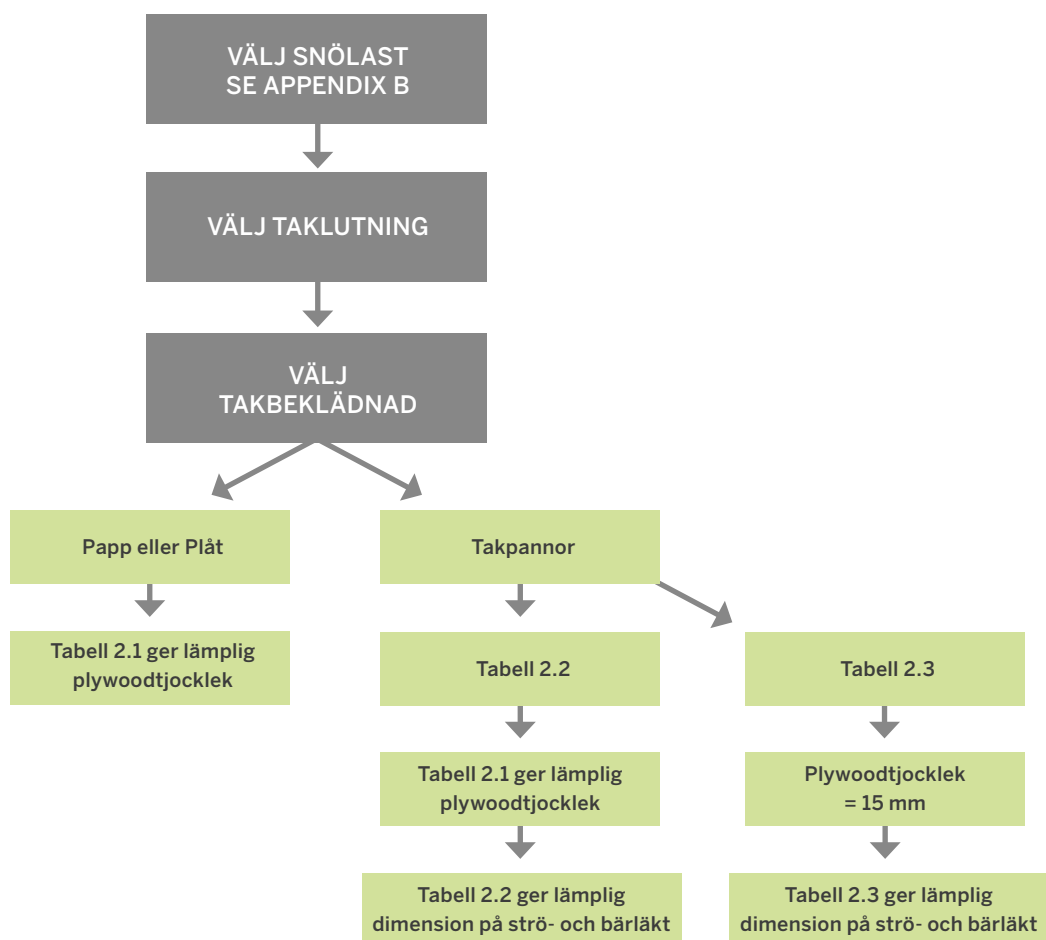 VÄLJ SNÖLAST
SE APPENDIX B
VÄLJ TAKLUTNING
VÄLJ
TAKBEKLÄDNAD
Papp eller Plåt
Takpannor
Tabell 2.1 ger lämplig
plywoodtjocklek
Tabell 2.2
Tabell 2.3
Tabell 2.1 ger lämplig
plywoodtjocklek
Plywoodtjocklek
= 15 mm
Tabell 2.2 ger lämplig
dimension på strö- och bärläkt
Tabell 2.3 ger lämplig
dimension på strö- och bärläkt